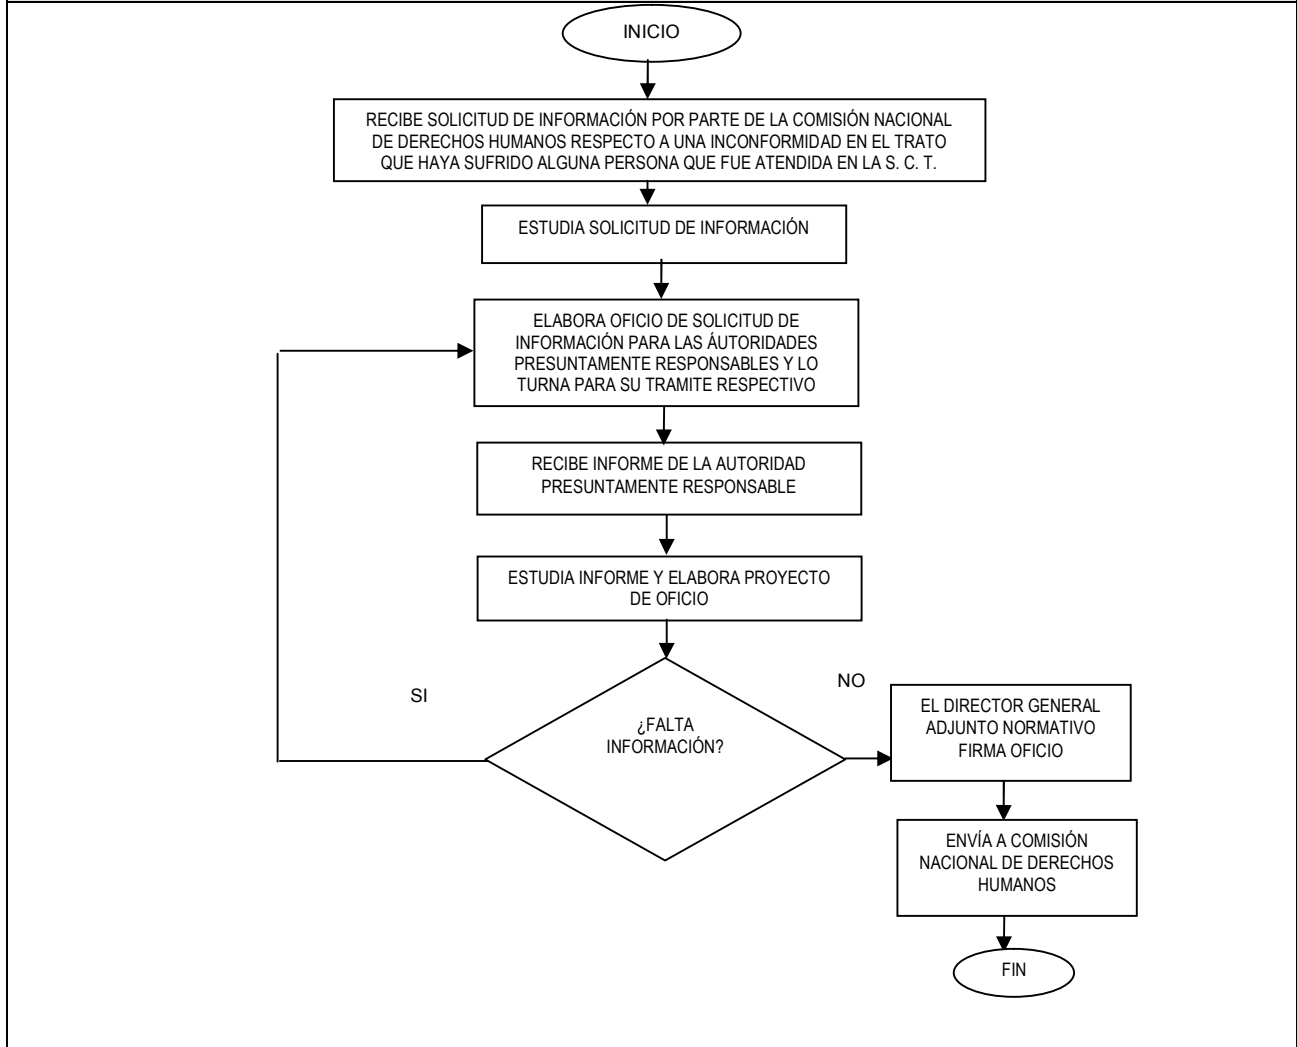 INICIO
RECIBE SOLICITUD DE INFORMACIÓN POR PARTE DE LA COMISIÓN NACIONAL
DE DERECHOS HUMANOS RESPECTO A UNA INCONFORMIDAD EN EL TRATO
QUE HAYA SUFRIDO ALGUNA PERSONA QUE FUE ATENDIDA EN LA S. C. T.
ESTUDIA SOLICITUD DE INFORMACIÓN
ELABORA OFICIO DE SOLICITUD DE
INFORMACIÓN PARA LAS ÁUTORIDADES
PRESUNTAMENTE RESPONSABLES Y LO
TURNA PARA SU TRAMITE RESPECTIVO
RECIBE INFORME DE LA AUTORIDAD
PRESUNTAMENTE RESPONSABLE
ESTUDIA INFORME Y ELABORA PROYECTO
DE OFICIO
SI
¿FALTA
INFORMACIÓN?
NO
EL DIRECTOR GENERAL
ADJUNTO NORMATIVO
FIRMA OFICIO
ENVÍA A COMISIÓN
NACIONAL DE DERECHOS
HUMANOS
FIN